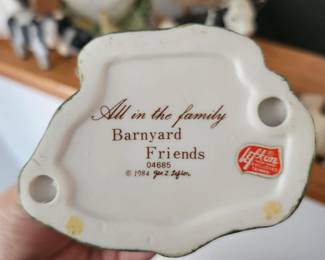 All in the family
Barnyard
Friends
04685
© 1984 Geo. Z. Lefton
Lefton